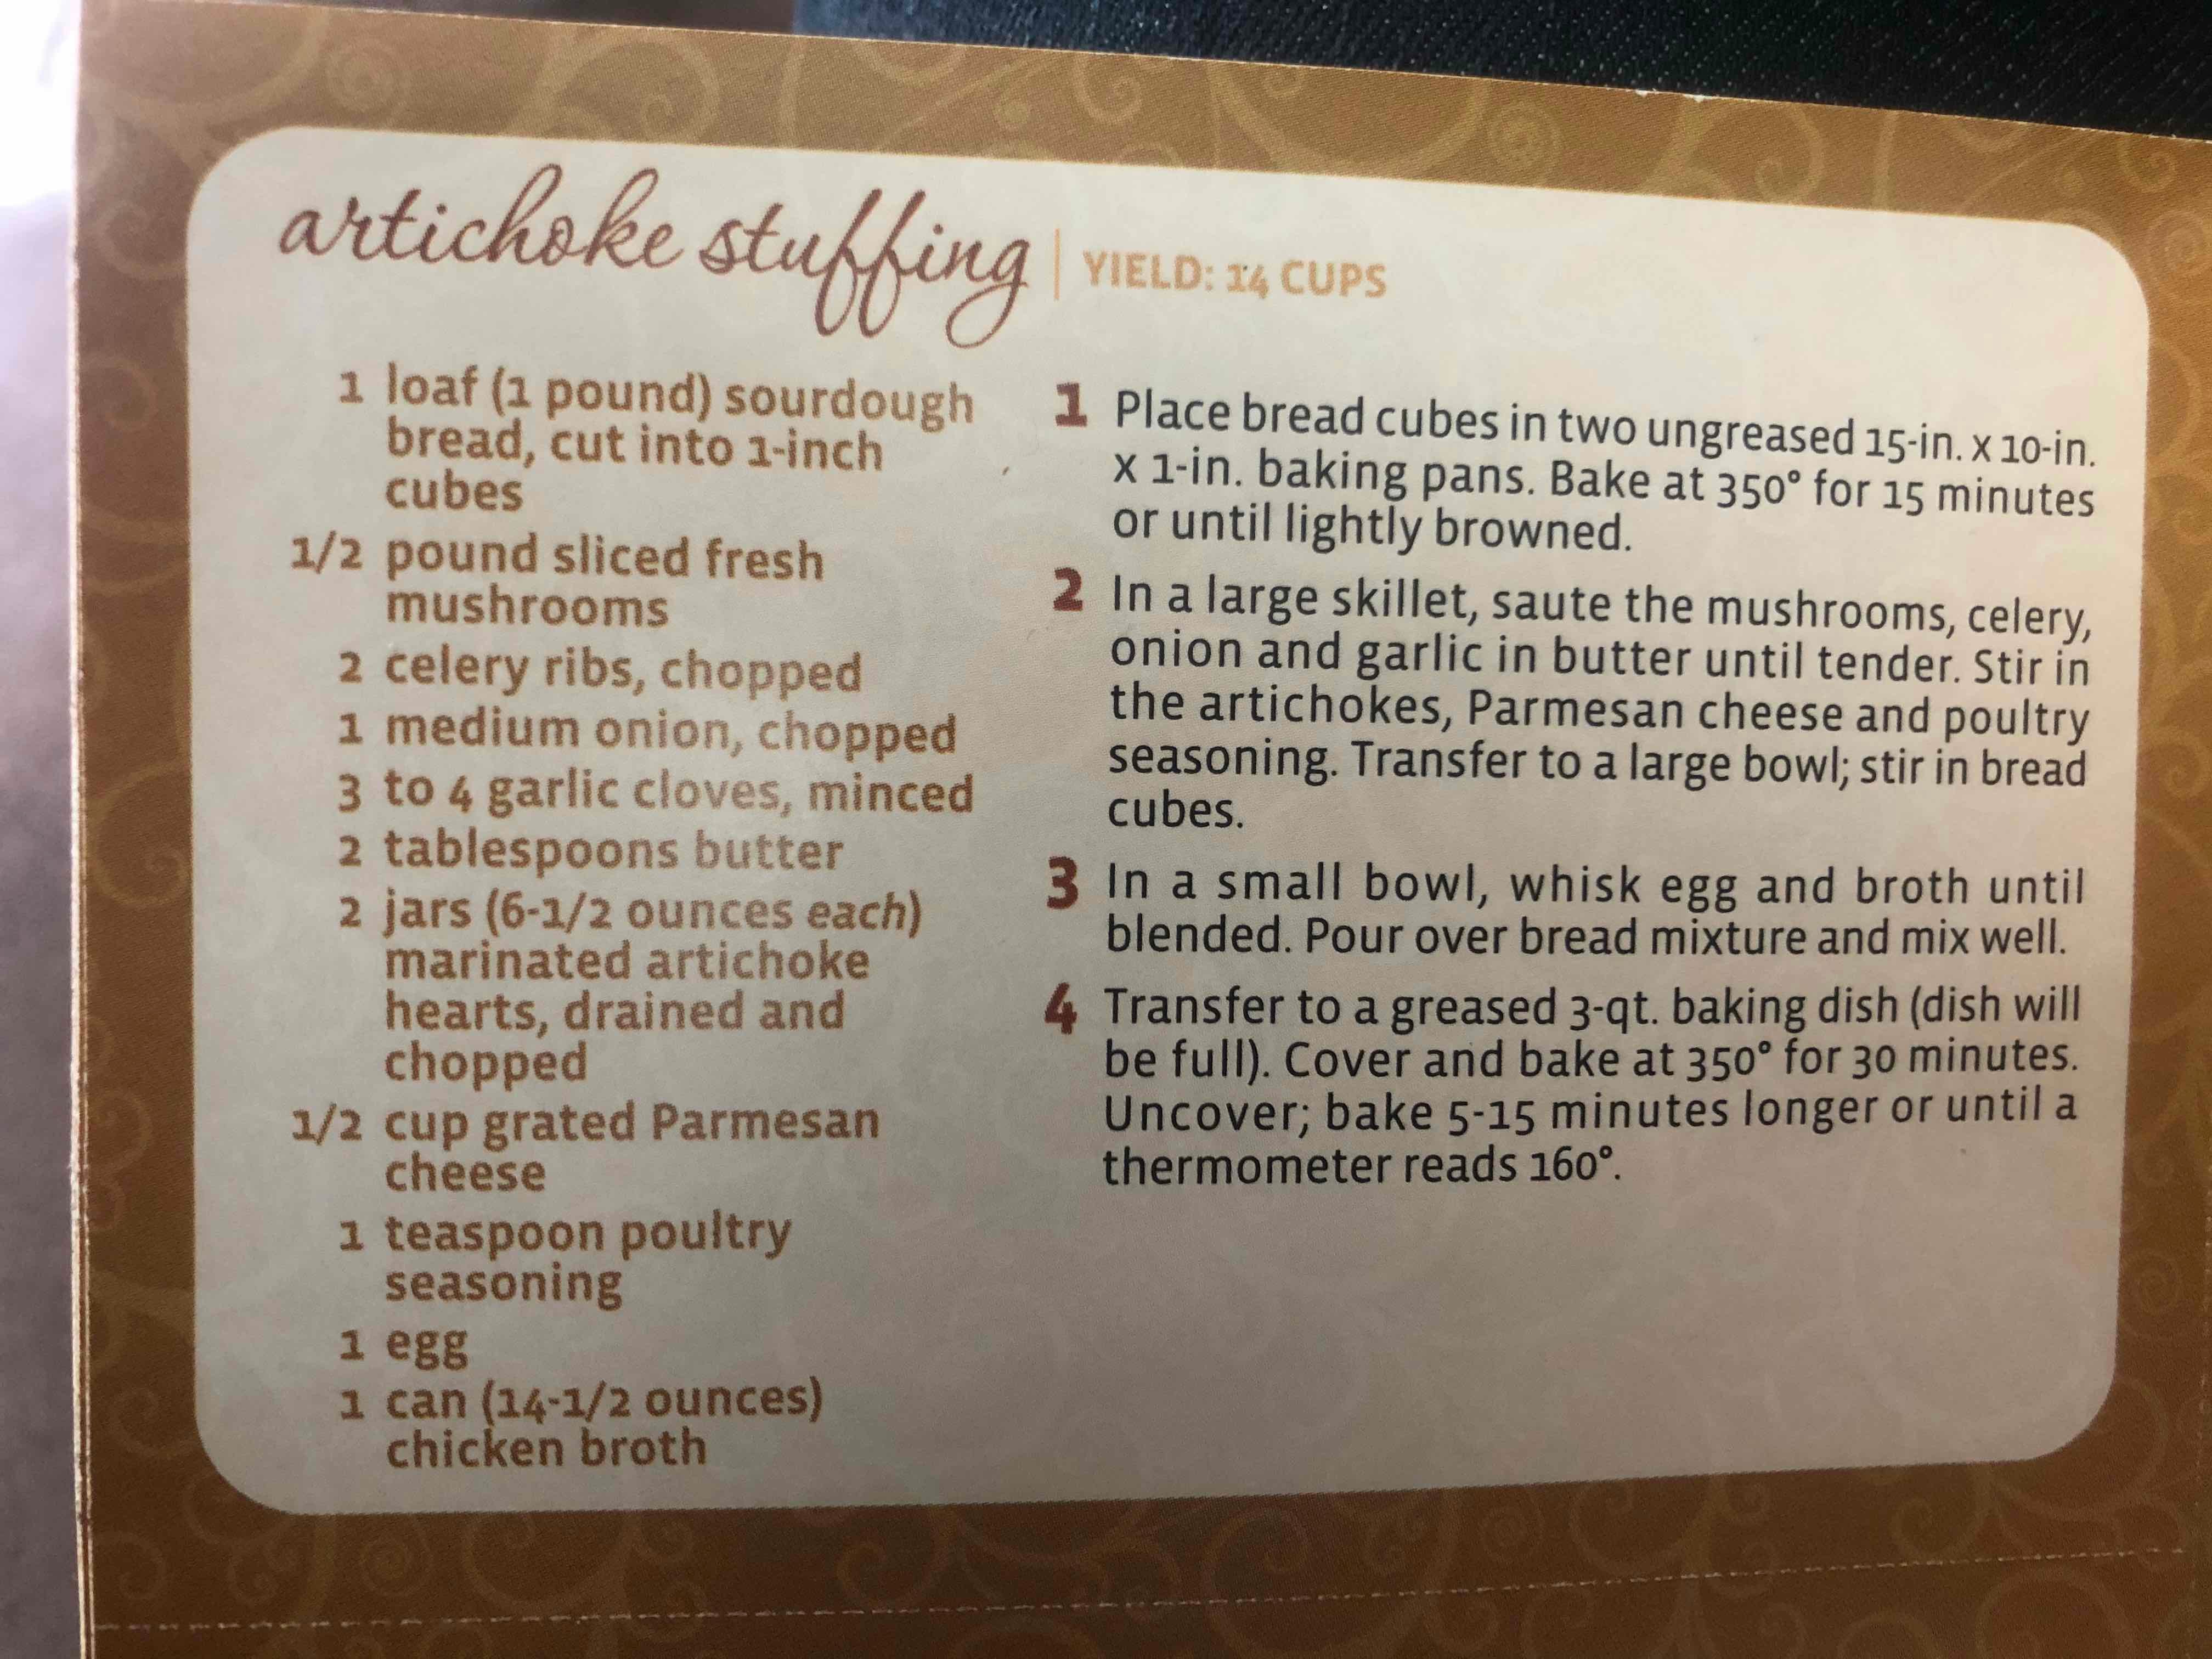 artichoke stuffing | YIELD: 14 CUPS
1 loaf (1 pound) sourdough
bread, cut into 1-inch
cubes
1/2 pound sliced fresh
mushrooms
2 celery ribs, chopped
1 medium onion, chopped
3 to 4 garlic cloves, minced
2 tablespoons butter
2 jars (6-1/2 ounces each)
marinated artichoke
hearts, drained and
chopped
1/2 cup grated Parmesan
cheese
1 teaspoon poultry
seasoning
1 egg
1 can (14-1/2 ounces)
chicken broth
1 Place bread cubes in two ungreased 15-in. x 10-in.
x 1-in. baking pans. Bake at 350° for 15 minutes
or until lightly browned.
2 In a large skillet, saute the mushrooms, celery,
onion and garlic in butter until tender. Stir in
the artichokes, Parmesan cheese and poultry
seasoning. Transfer to a large bowl; stir in bread
cubes.
3 In a small bowl, whisk egg and broth until
blended. Pour over bread mixture and mix well.
4 Transfer to a greased 3-qt. baking dish (dish will
be full). Cover and bake at 350° for 30 minutes.
Uncover; bake 5-15 minutes longer or until a
thermometer reads 160°.